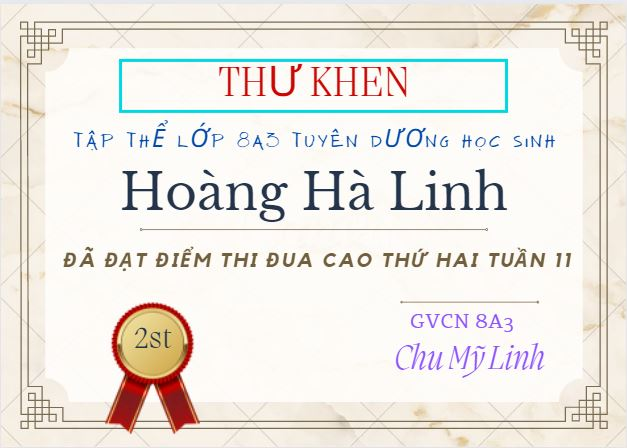 THƯ KHEN
TẬP THỂ LỚP 8A3 TUYÊN DƯƠNG HỌC SINH
Hoàng Hà Linh
ĐÃ ĐẠT ĐIỂM THI ĐUA CAO THỨ HAI TUẦN 11
GVCN 8A3
Chu Mỹ Linh
2st